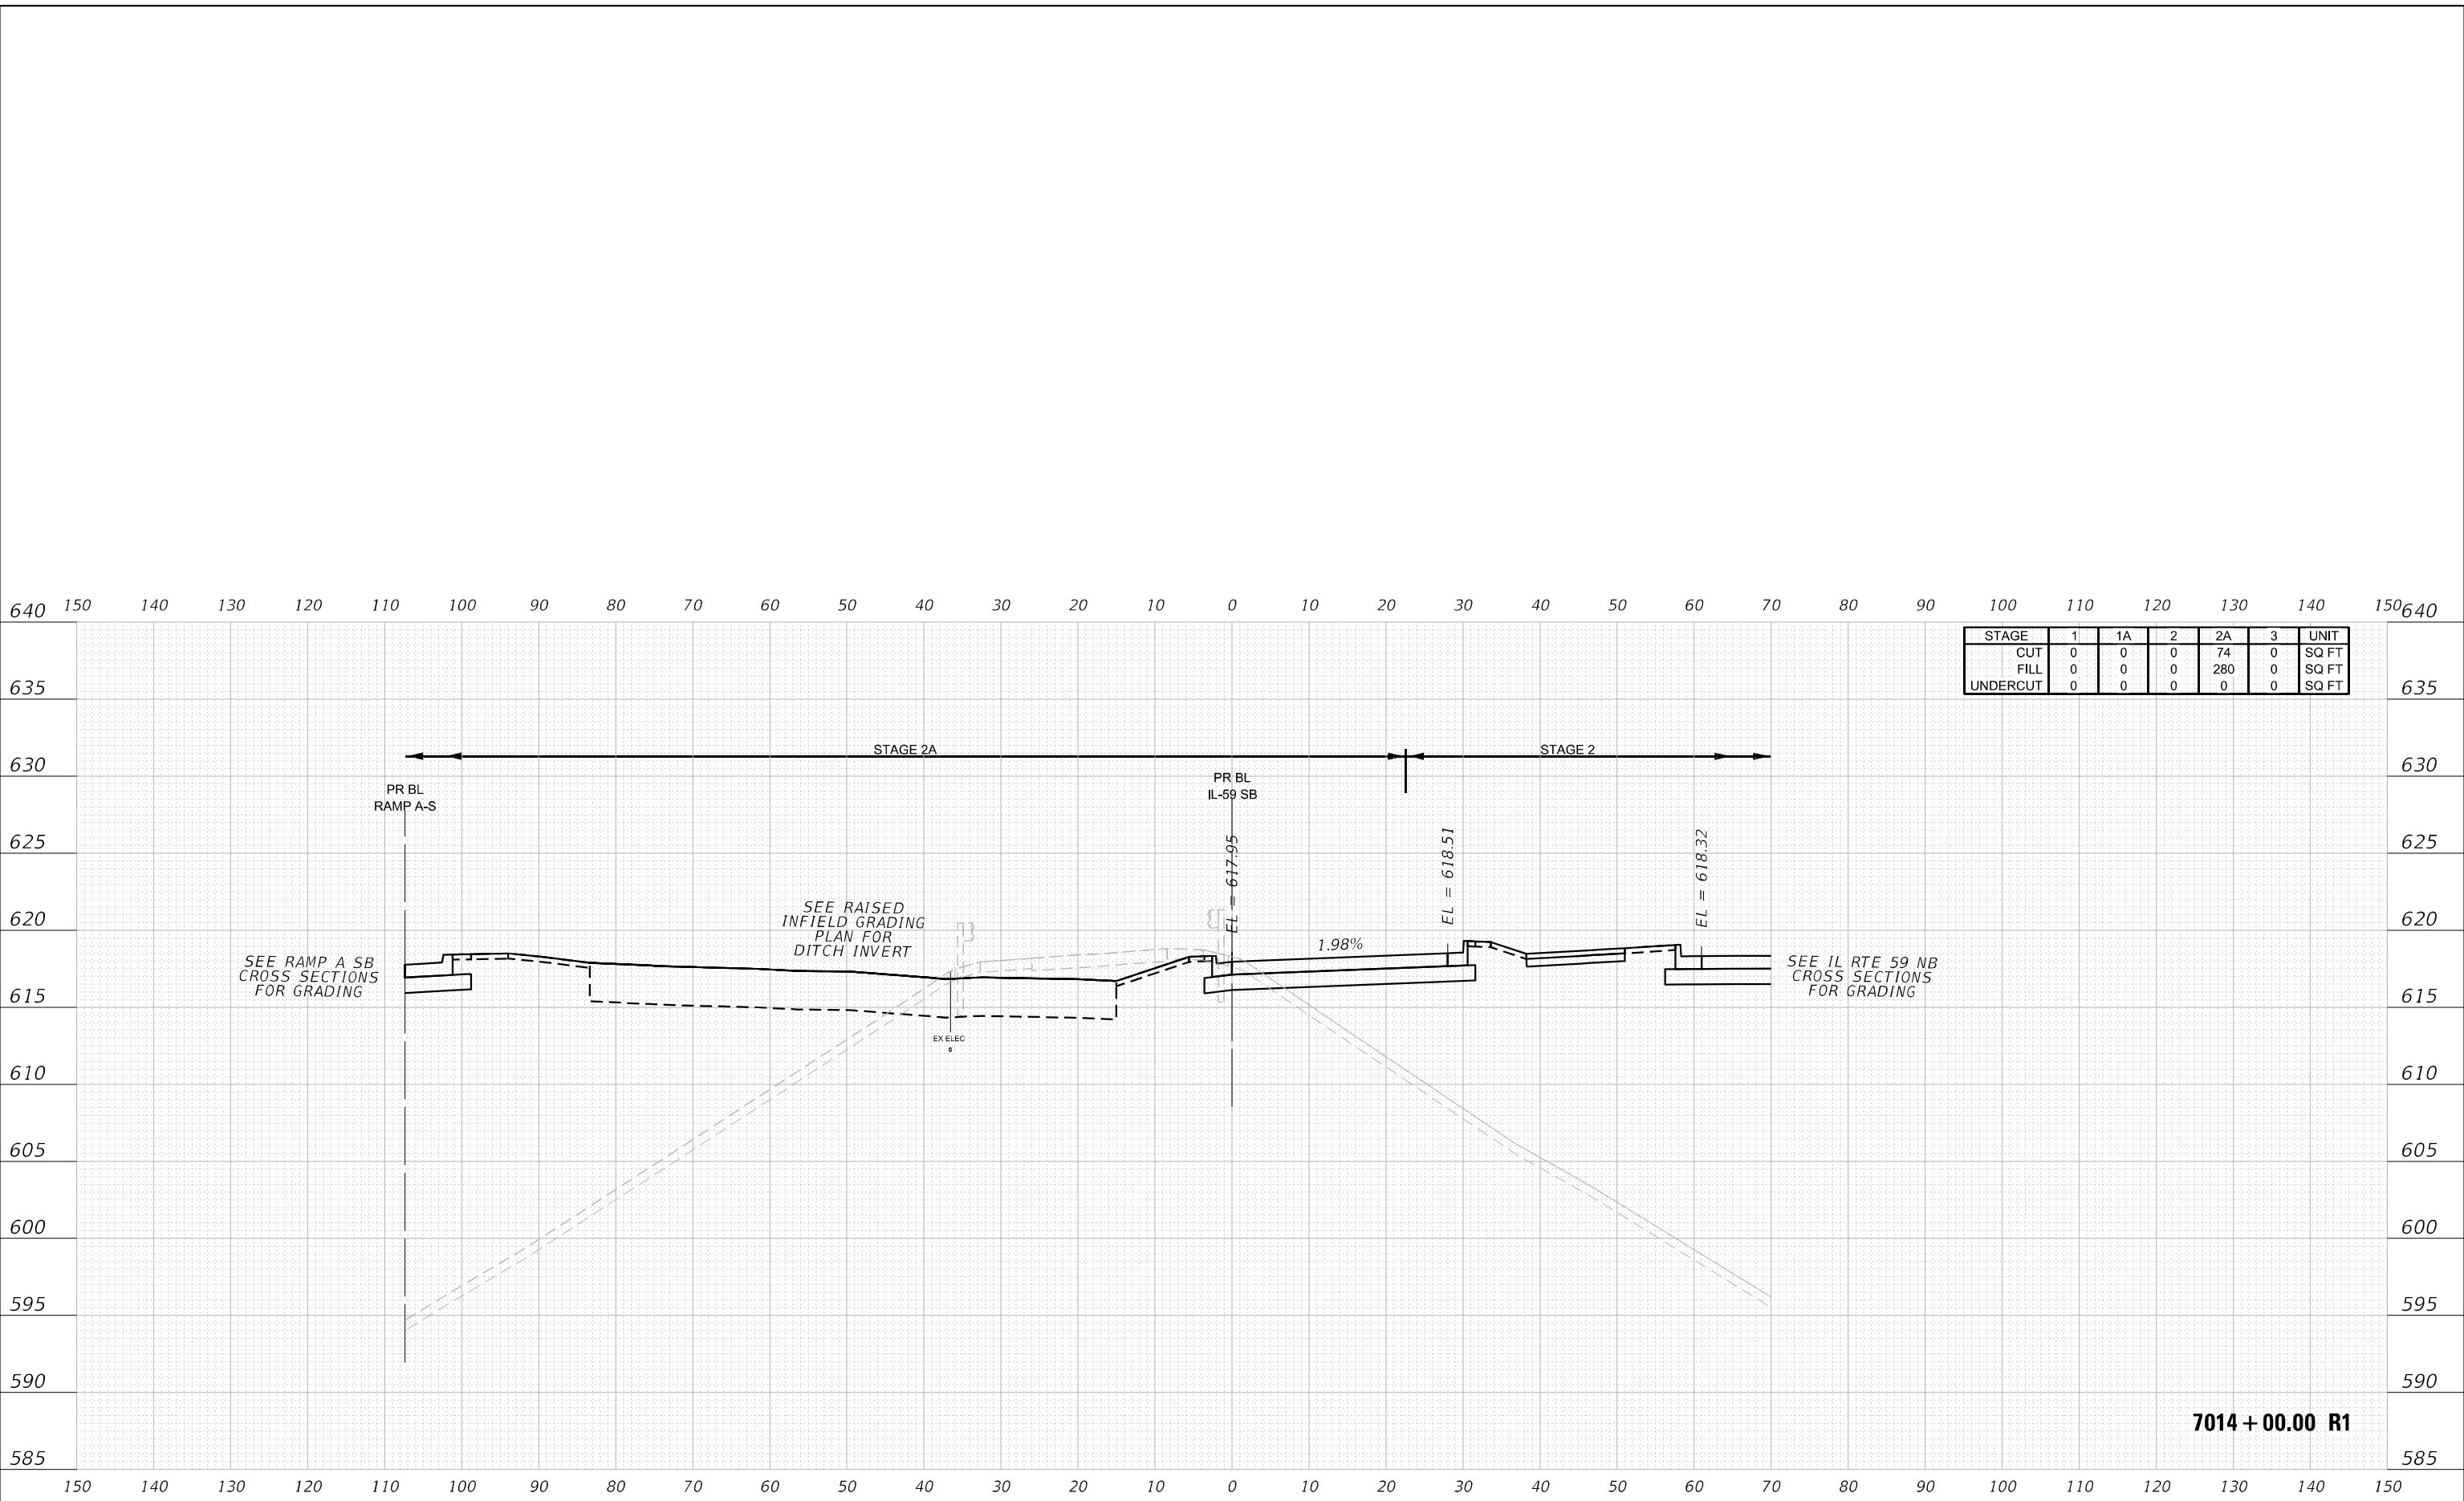 640 150 140 130 120 110 100 90 80 70 60 50 40 30 20 10 0 10 20 30 40 50 60 70 80 90 100 110 120 130 140 150 640
STAGE 1 1A 2 2A 3 UNIT
CUT 0 0 0 74 0 SQ FT
FILL 0 0 0 280 0 SQ FT
UNDERCUT 0 0 0 0 0 SQ FT
635 635
STAGE 2A
STAGE 2
630 630
PR BL
RAMP A-S
PR BL
IL-59 SB
625 625
EL = 617.95
EL = 618.51
EL = 618.32
620 620
SEE RAISED
INFIELD GRADING
PLAN FOR
DITCH INVERT
1.98%
SEE RAMP A SB
CROSS SECTIONS
FOR GRADING
SEE IL RTE 59 NB
CROSS SECTIONS
FOR GRADING
615 615
EX ELEC
0
610 610
605 605
600 600
595 595
590 590
7014+00.00 R1
585 585
150 140 130 120 110 100 90 80 70 60 50 40 30 20 10 0 10 20 30 40 50 60 70 80 90 100 110 120 130 140 150